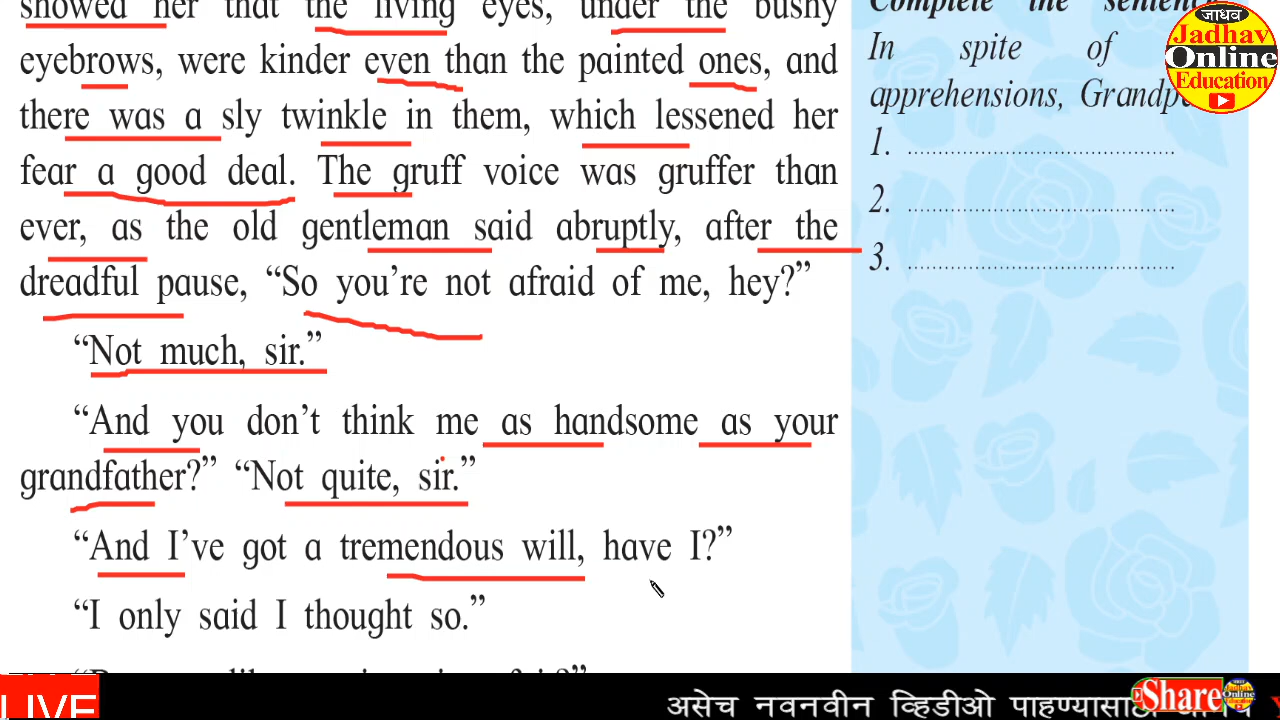 showed her that the living eyes, under the bushy
eyebrows, were kinder even than the painted ones, and
there was a sly twinkle in them, which lessened her
fear a good deal. The gruff voice was gruffer than
ever, as the old gentleman said abruptly, after the
dreadful pause, “So you’re not afraid of me, hey?”
“Not much, sir.”
“And you don’t think me as handsome as your
grandfather?” “Not quite, sir.”
“And I’ve got a tremendous will, have I?”
“I only said I thought so.”
Complete the
In spite of
apprehensions,
1. ........................................
2. ........................................
3. ........................................
जाधव
Jadhav
Online
Education
LIVE
असेच नवनवीन व्हिडीओ
Share